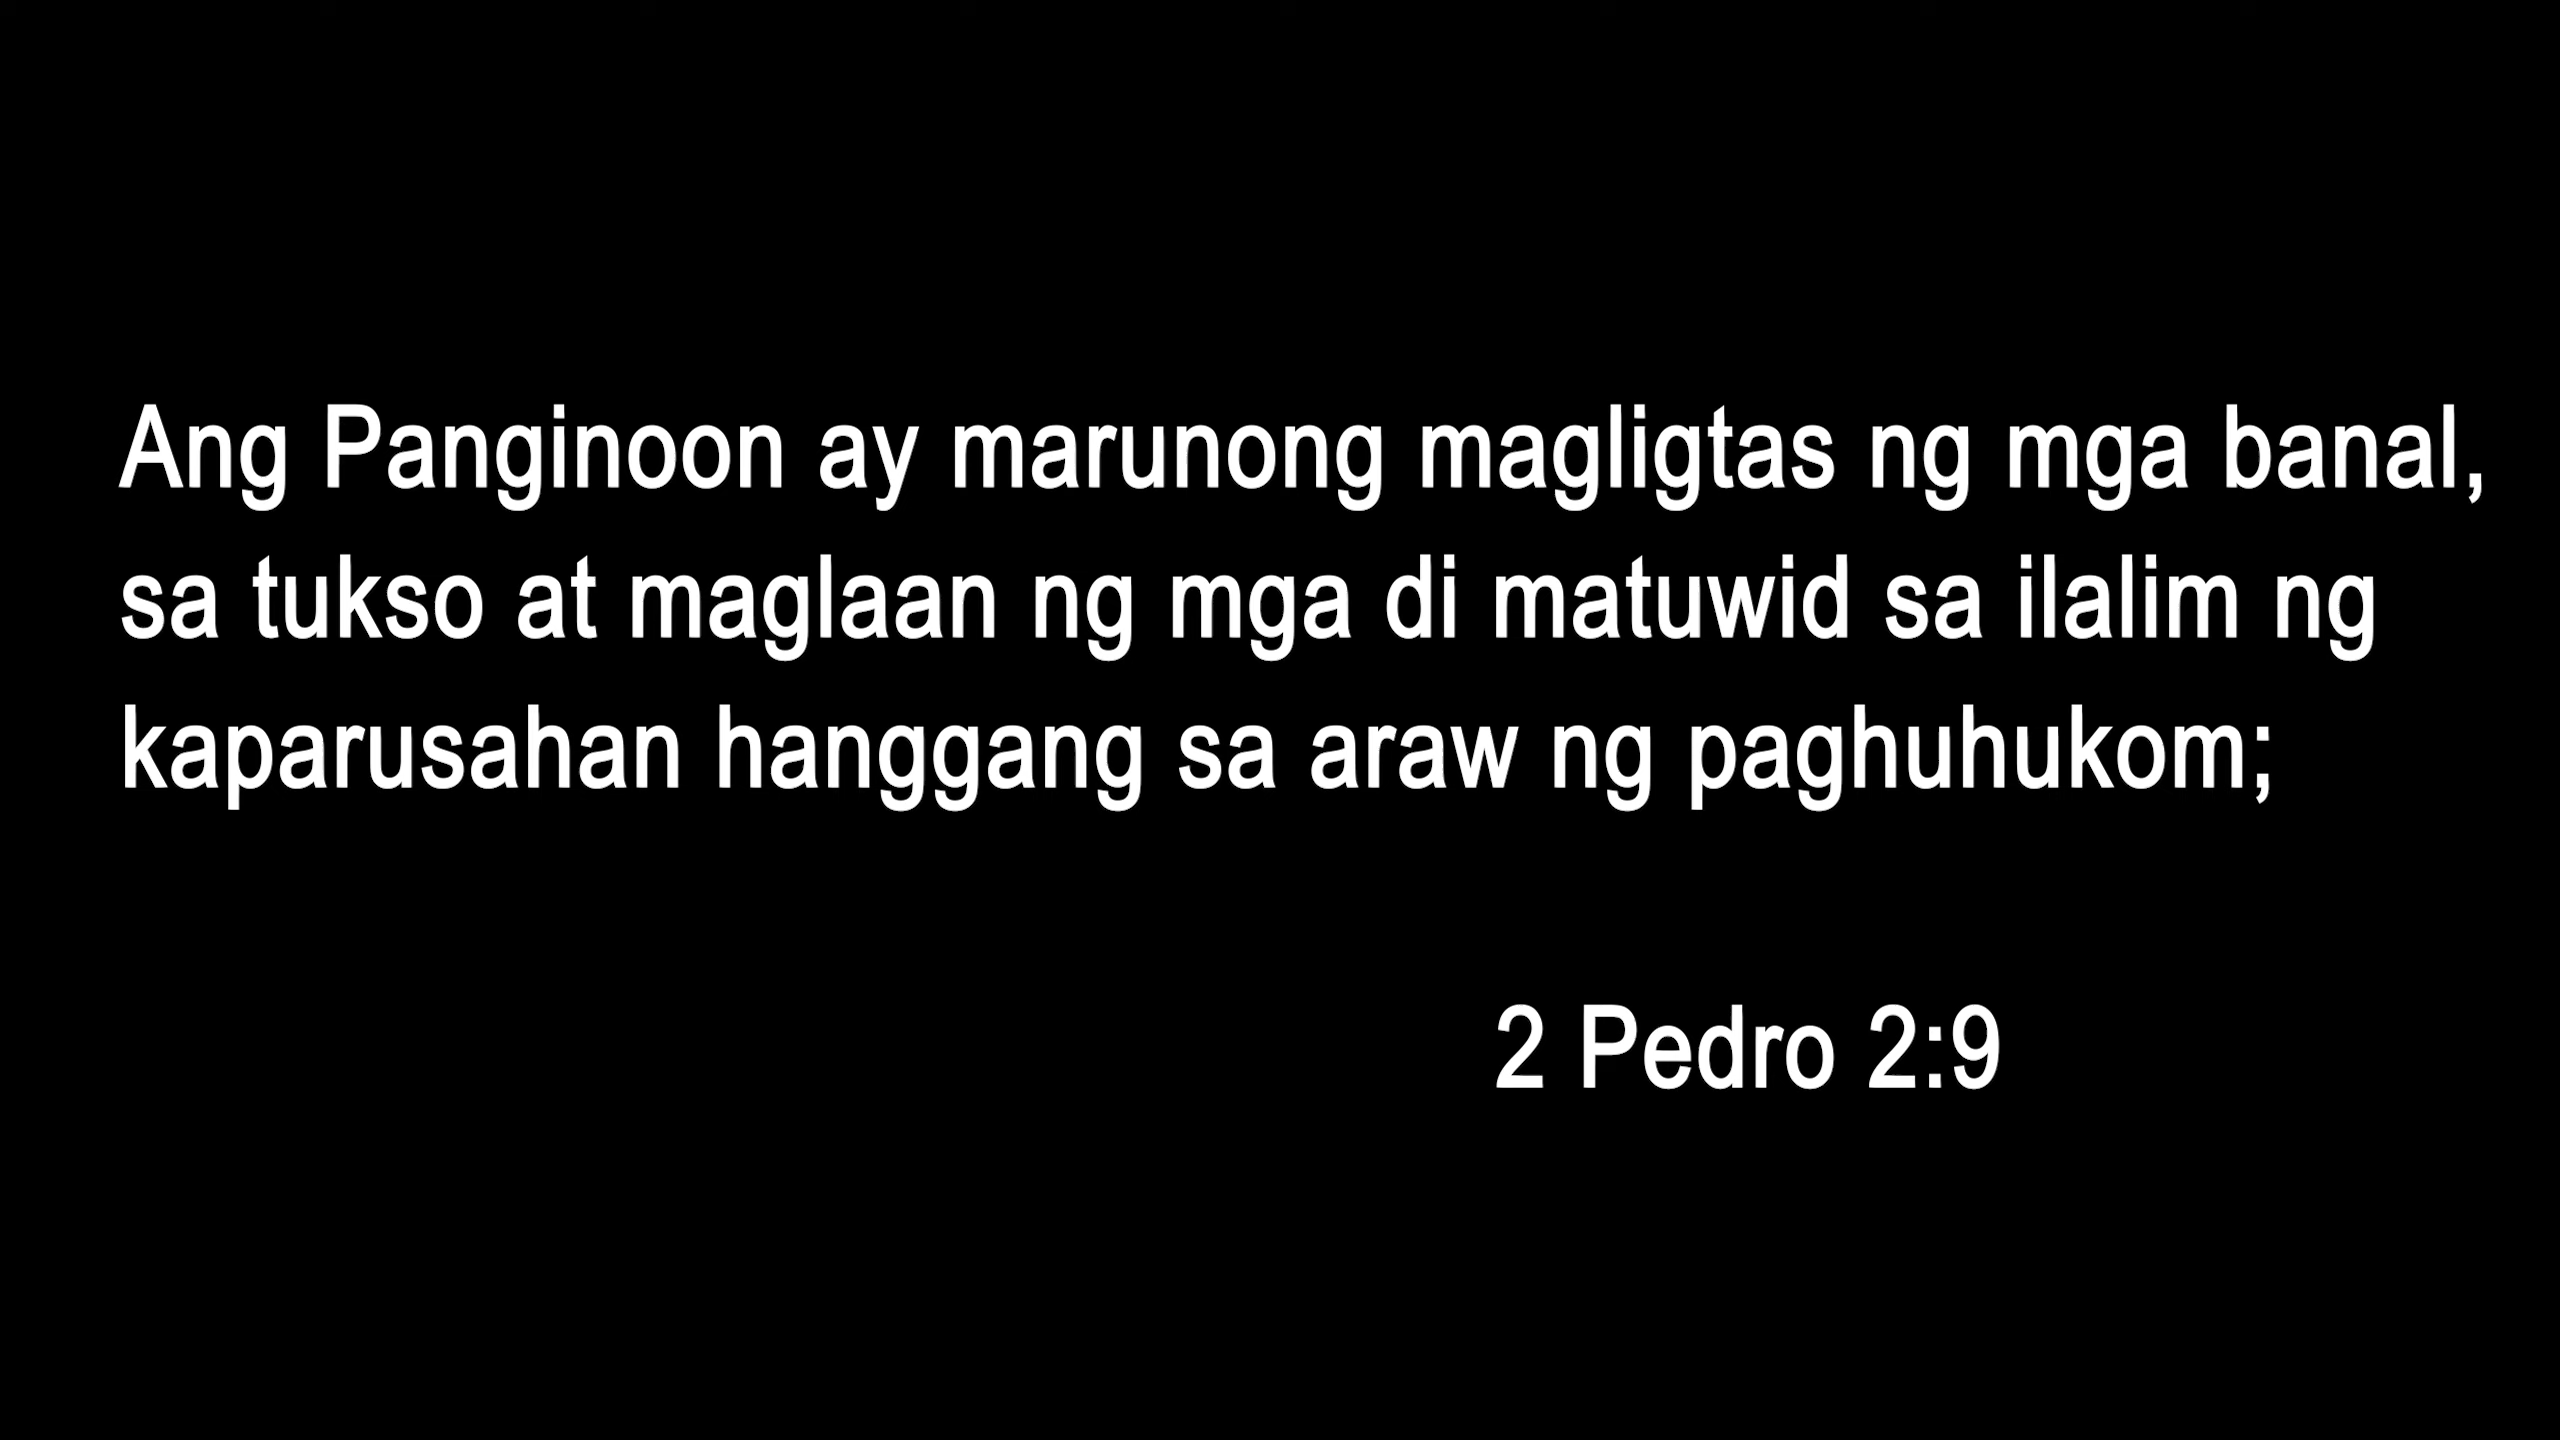 Ang Panginoon ay marunong magligtas ng mga banal,
sa tukso at maglaan ng mga di matuwid sa ilalim ng
kaparusahan hanggang sa araw ng paghuhukom;
2 Pedro 2:9